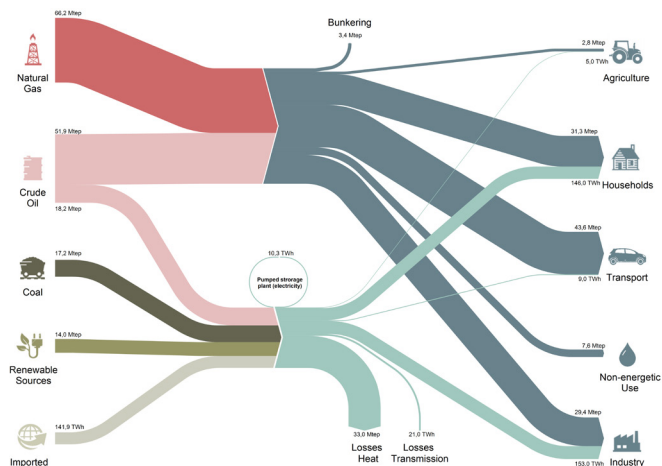 66,2 Mtep
Natural
Gas
51,9 Mtep
Crude
Oil
18,2 Mtep
17,2 Mtep
Coal
14,0 Mtep
Renewable
Sources
141,9 TWh
Imported
Bunkering
3,4 Mtep
10,3 TWh
Pumped strorage
plant (electricity)
33,0 Mtep
Losses
Heat
21,0 TWh
Losses
Transmission
2,8 Mtep
5,0 TWh
Agriculture
31,3 Mtep
Households
146,0 TWh
43,6 Mtep
Transport
9,0 TWh
7,6 Mtep
Non-energetic
Use
29,4 Mtep
Industry
153,0 TWh